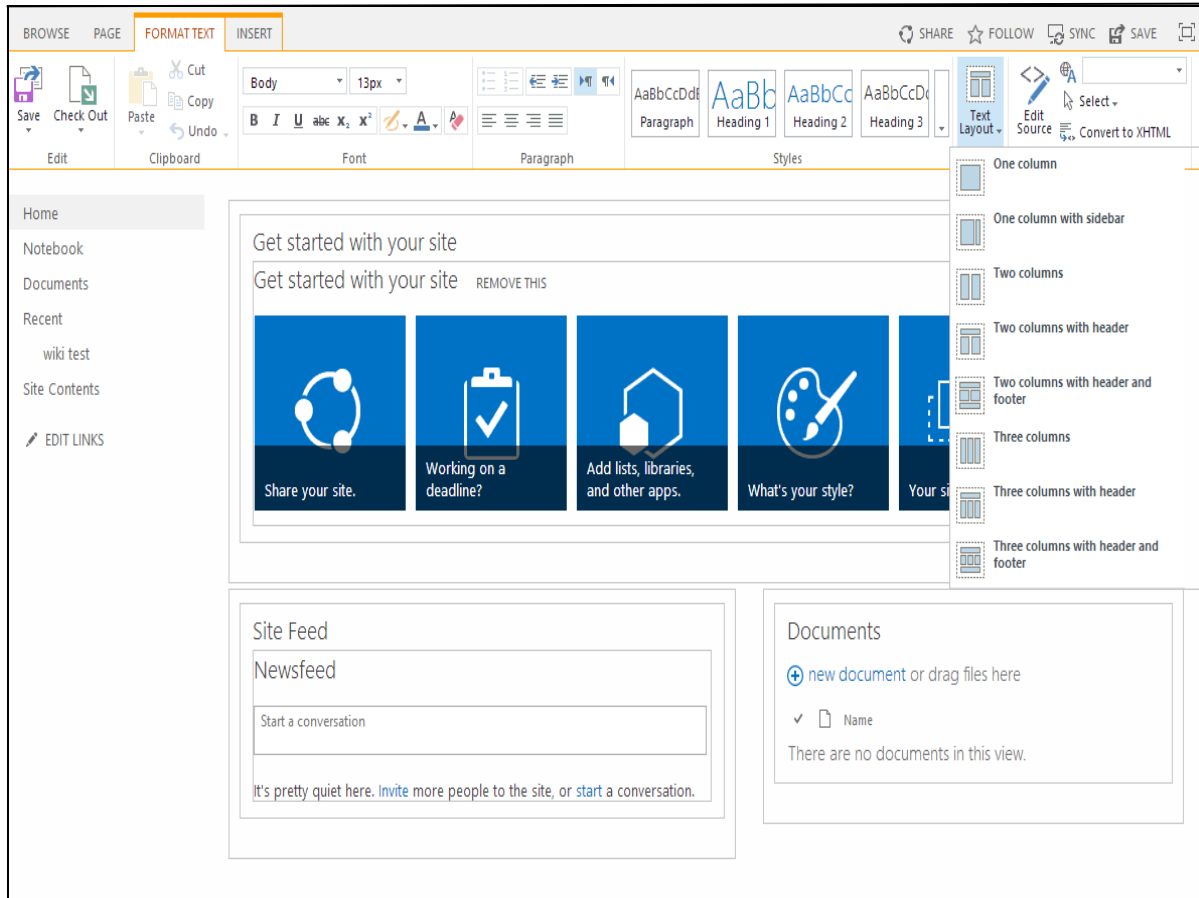 BROWSE PAGE FORMAT TEXT INSERT SHARE FOLLOW SYNC SAVE
Save
Check Out
Edit
Paste
Cut
Copy
Undo
Clipboard
Body 13px
B I U abc x₂ x² A
Font
Paragraph
AaBbCcDdE
Paragraph
AaBb
Heading 1
AaBbCc
Heading 2
AaBbCcDd
Heading 3
Styles
Text
Layout
Edit
Source
Select
Convert to XHTML
One column
One column with sidebar
Two columns
Two columns with header
Two columns with header and
footer
Three columns
Three columns with header
Three columns with header and
footer
Home
Notebook
Documents
Recent
wiki test
Site Contents
EDIT LINKS
Get started with your site
Get started with your site REMOVE THIS
Share your site.
Working on a
deadline?
Add lists, libraries,
and other apps.
What's your style?
Your si
Site Feed
Newsfeed
Start a conversation
It's pretty quiet here. Invite more people to the site, or start a conversation.
Documents
new document or drag files here
Name
There are no documents in this view.